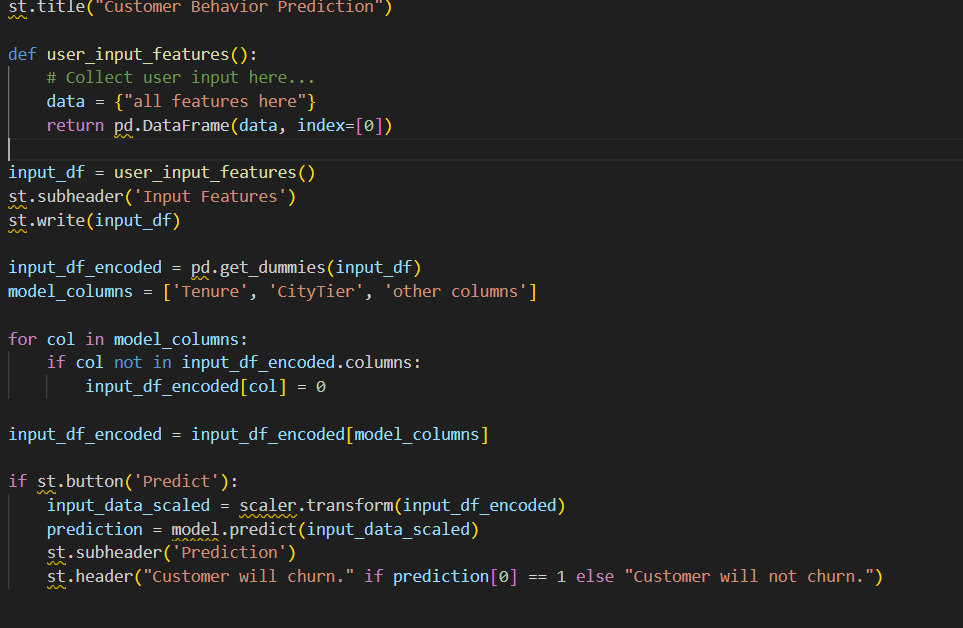 st.title("Customer Behavior Prediction")
def user_input_features():
# Collect user input here...
data = {"all features here"}
return pd.DataFrame(data, index=[0])
input_df = user_input_features()
st.subheader('Input Features')
st.write(input_df)
input_df_encoded = pd.get_dummies(input_df)
model_columns = ['Tenure', 'CityTier', 'other columns']
for col in model_columns:
if col not in input_df_encoded.columns:
input_df_encoded[col] = 0
input_df_encoded = input_df_encoded[model_columns]
if st.button('Predict'):
input_data_scaled = scaler.transform(input_df_encoded)
prediction = model.predict(input_data_scaled)
st.subheader('Prediction')
st.header("Customer will churn." if prediction[0] == 1 else "Customer will not churn.")